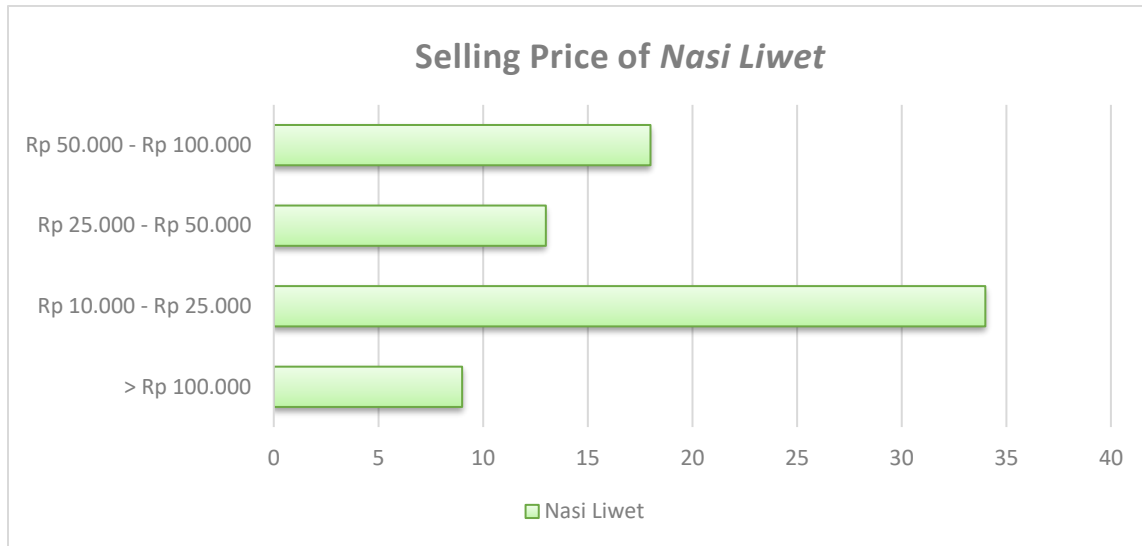 Selling Price of Nasi Liwet
Rp 50.000 - Rp 100.000
Rp 25.000 - Rp 50.000
Rp 10.000 - Rp 25.000
> Rp 100.000
0 5 10 15 20 25 30 35 40
Nasi Liwet